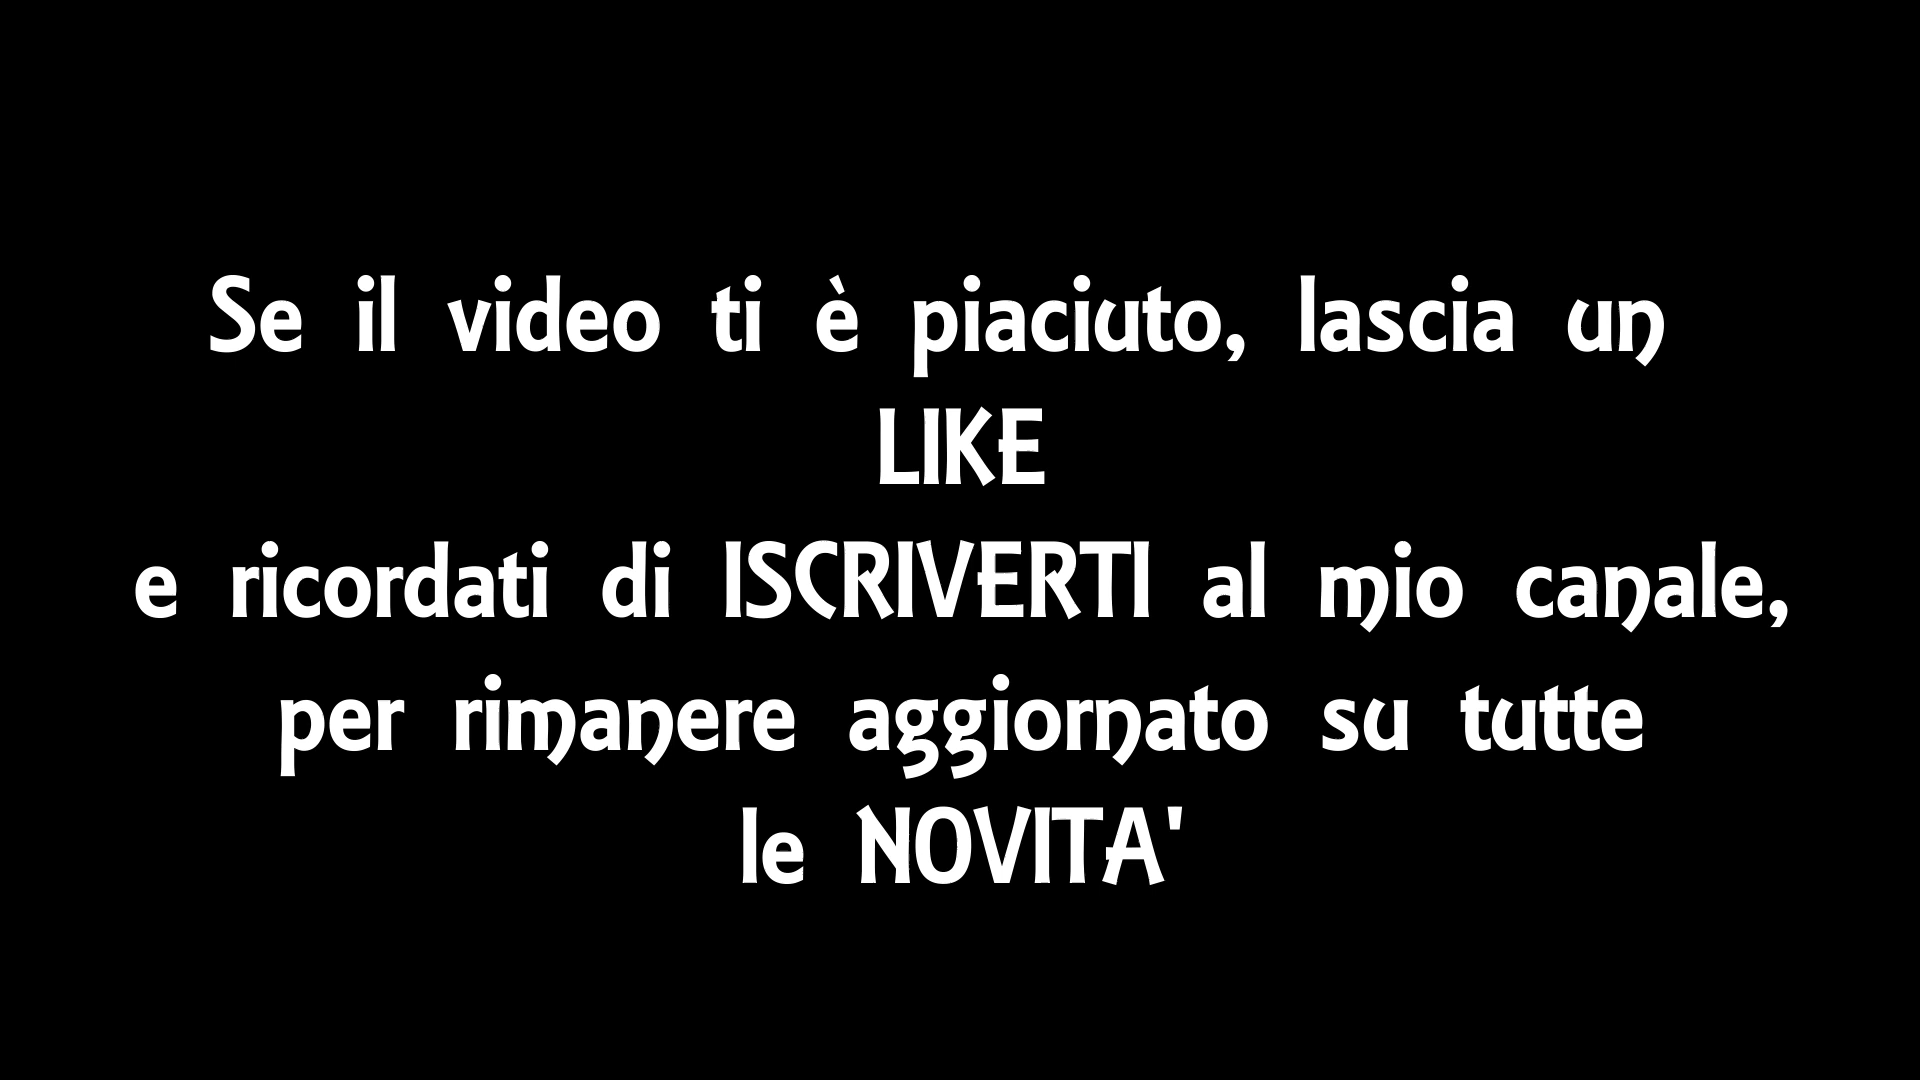 Se il video ti è piaciuto, lascia un
LIKE
e ricordati di ISCRIVERTI al mio canale,
per rimanere aggiornato su tutte
le NOVITA'